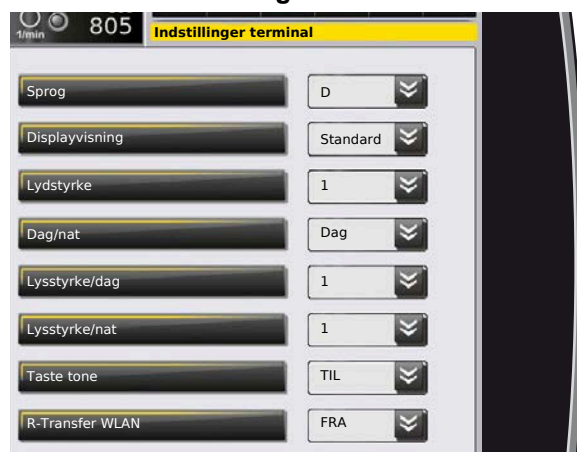 1/min 805
Indstillinger terminal
Sprog D
Displayvisning Standard
Lydstyrke 1
Dag/nat Dag
Lysstyrke/dag 1
Lysstyrke/nat 1
Taste tone TIL
R-Transfer WLAN FRA